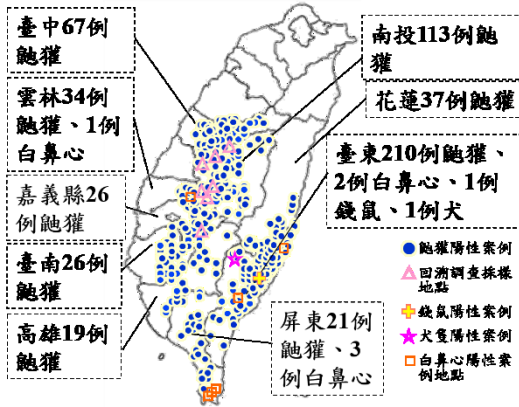 臺中67例
鼬獾
雲林34例
鼬獾、1例
白鼻心
嘉義縣26
例鼬獾
臺南26例
鼬獾
高雄19例
鼬獾
南投113例鼬
獾
花蓮37例鼬獾
臺東210例鼬獾、
2例白鼻心、1例
錢鼠、1例犬
屏東21例
鼬獾、3
例白鼻心
鼬獾陽性案例
回溯調查採樣
地點
錢鼠陽性案例
犬隻陽性案例
白鼻心陽性案
例地點